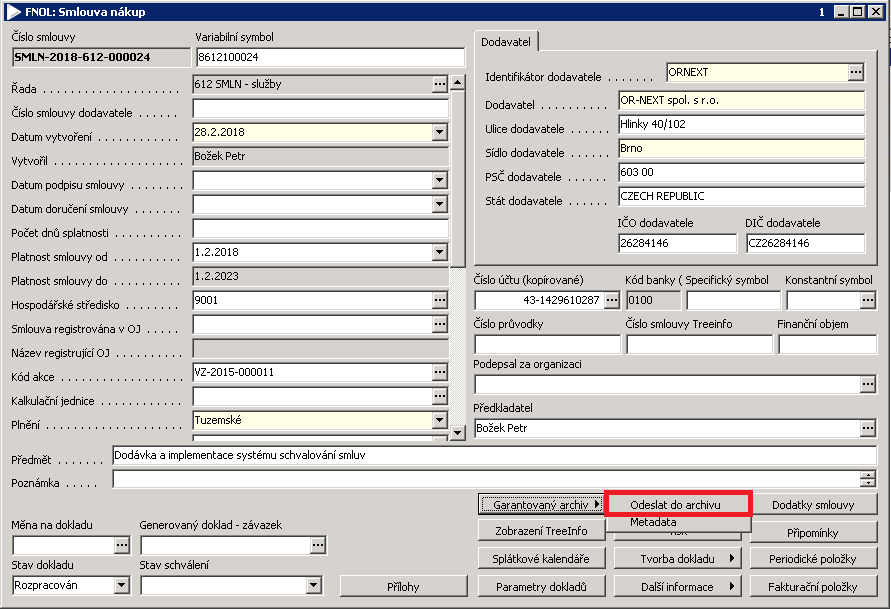 FNOL: Smlouva nákup
1
Číslo smlouvy
Variabilní symbol
SMLN-2018-612-000024
8612100024
Řada
612 SMLN - služby
Číslo smlouvy dodavatele
Datum vytvoření
28.2.2018
Vytvořil
Božek Petr
Datum podpisu smlouvy
Datum doručení smlouvy
Počet dnů splatnosti
Platnost smlouvy od
1.2.2018
Platnost smlouvy do
1.2.2023
Hospodářské středisko
9001
Smlouva registrována v OJ
Název registrující OJ
Kód akce
VZ-2015-000011
Kalkulační jednice
Plnění
Tuzemské
Dodavatel
Identifikátor dodavatele
ORNEXT
Dodavatel
OR-NEXT spol. s r.o.
Ulice dodavatele
Hlinky 40/102
Sídlo dodavatele
Brno
PSČ dodavatele
603 00
Stát dodavatele
CZECH REPUBLIC
IČO dodavatele
DIČ dodavatele
26284146
CZ26284146
Číslo účtu (kopírované)
Kód banky (
Specifický symbol
Konstantní symbol
43-1429610287
0100
Číslo průvodky
Číslo smlouvy Treeinfo
Finanční objem
Podepsal za organizaci
Předkladatel
Božek Petr
Předmět
Dodávka a implementace systému schvalování smluv
Poznámka
Garantovaný archiv
Odeslat do archivu
Dodatky smlouvy
Metadata
Měna na dokladu
Generovaný doklad - závazek
Zobrazení TreeInfo
Připomínky
Stav dokladu
Stav schválení
Splátkové kalendáře
Tvorba dokladu
Periodické položky
Rozpracován
Přílohy
Parametry dokladů
Další informace
Fakturační položky